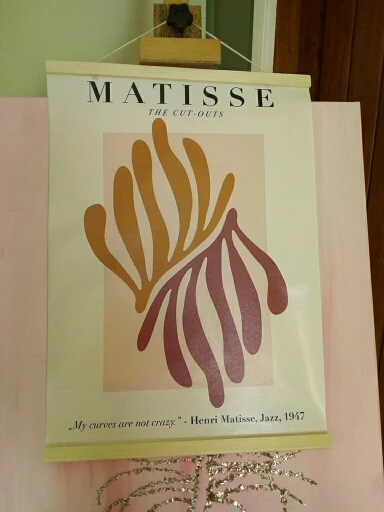 MATISSE
THE CUT-OUTS
„My curves are not crazy.” - Henri Matisse, Jazz, 1947